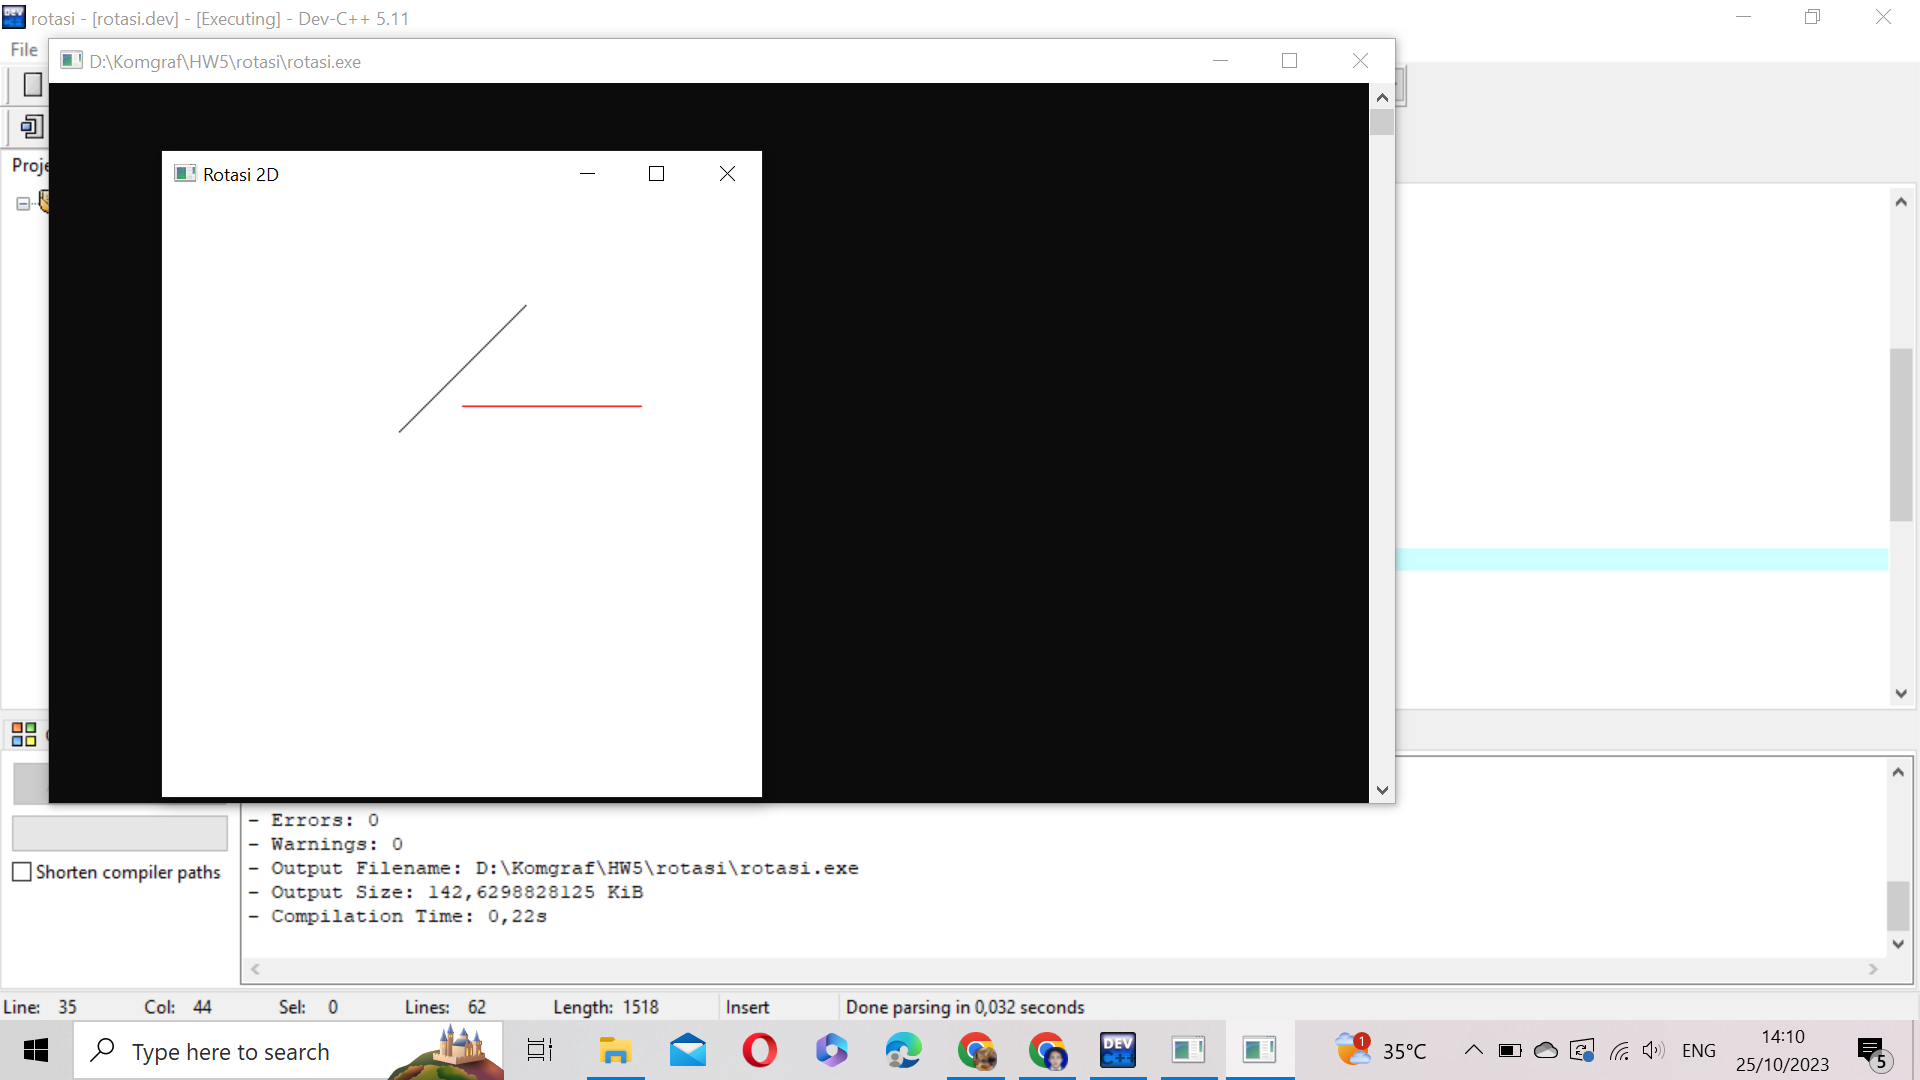 rotasi - [rotasi.dev] - [Executing] - Dev-C++ 5.11
File
D:\Komgraf\HW5\rotasi\rotasi.exe
Rotasi 2D
- Errors: 0
- Warnings: 0
- Output Filename: D:\Komgraf\HW5\rotasi\rotasi.exe
- Output Size: 142,6298828125 KiB
- Compilation Time: 0,22s
Shorten compiler paths
Line: 35 Col: 44 Sel: 0 Lines: 62 Length: 1518 Insert Done parsing in 0,032 seconds
Type here to search
DEV
C++
1
35°C
ENG
14:10
25/10/2023
5